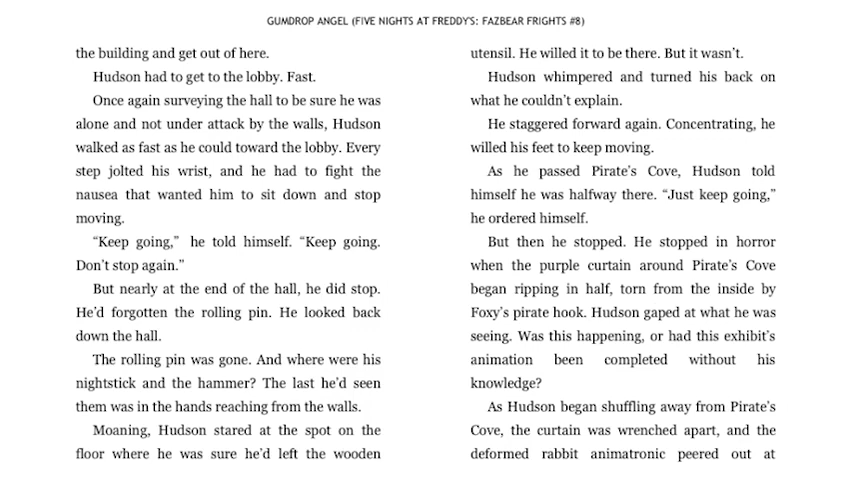 GUMDROP ANGEL (FIVE NIGHTS AT FREDDY'S: FAZBEAR FRIGHTS #8)
the building and get out of here.
Hudson had to get to the lobby. Fast.
Once again surveying the hall to be sure he was
alone and not under attack by the walls, Hudson
walked as fast as he could toward the lobby. Every
step jolted his wrist, and he had to fight the
nausea that wanted him to sit down and stop
moving.
“Keep going,” he told himself. “Keep going.
Don’t stop again.”
But nearly at the end of the hall, he did stop.
He’d forgotten the rolling pin. He looked back
down the hall.
The rolling pin was gone. And where were his
nightstick and the hammer? The last he’d seen
them was in the hands reaching from the walls.
Moaning, Hudson stared at the spot on the
floor where he was sure he’d left the wooden
utensil. He willed it to be there. But it wasn’t.
Hudson whimpered and turned his back on
what he couldn’t explain.
He staggered forward again. Concentrating, he
willed his feet to keep moving.
As he passed Pirate’s Cove, Hudson told
himself he was halfway there. “Just keep going,”
he ordered himself.
But then he stopped. He stopped in horror
when the purple curtain around Pirate’s Cove
began ripping in half, torn from the inside by
Foxy’s pirate hook. Hudson gaped at what he was
seeing. Was this happening, or had this exhibit’s
animation been completed without his
knowledge?
As Hudson began shuffling away from Pirate’s
Cove, the curtain was wrenched apart, and the
deformed rabbit animatronic peered out at